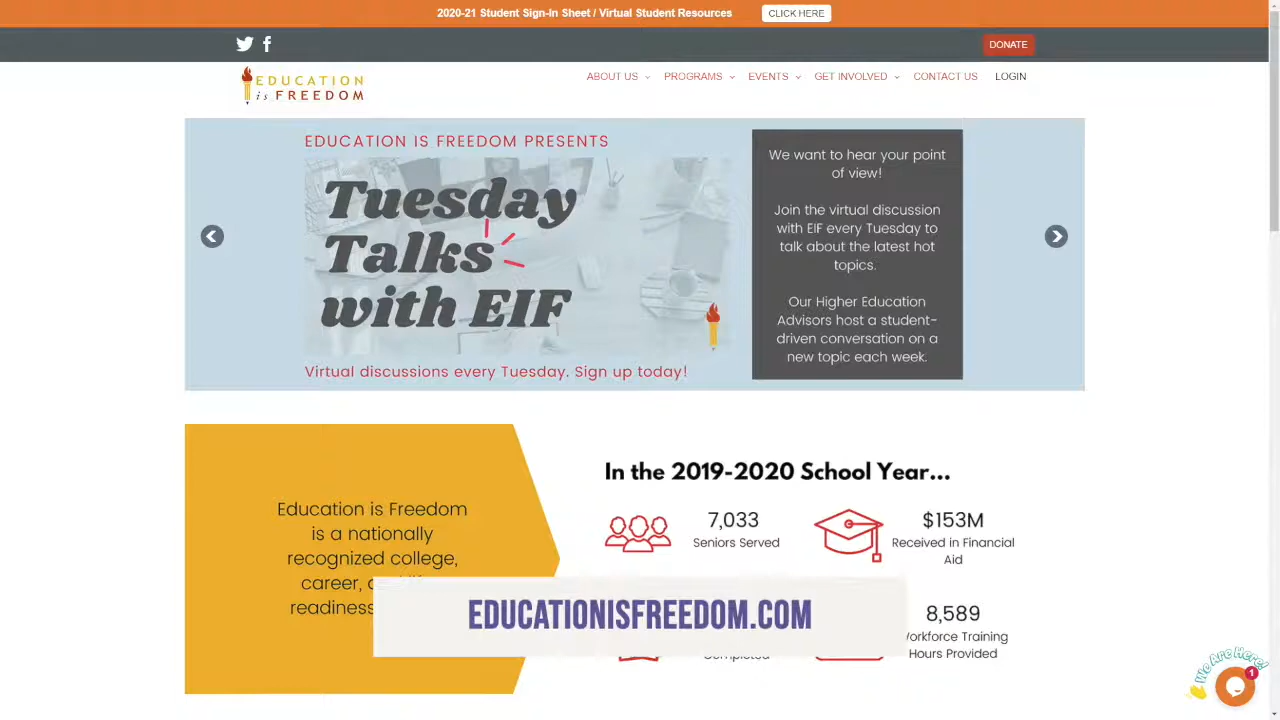 2020-21 Student Sign-In Sheet / Virtual Student Resources CLICK HERE
DONATE
EDUCATION
is FREEDOM
ABOUT US PROGRAMS EVENTS GET INVOLVED CONTACT US LOGIN
EDUCATION IS FREEDOM PRESENTS
Tuesday
Talks
with EIF
Virtual discussions every Tuesday. Sign up today!
We want to hear your point
of view!
Join the virtual discussion
with EIF every Tuesday to
talk about the latest hot
topics.
Our Higher Education
Advisors host a student-
driven conversation on a
new topic each week.
Education is Freedom
is a nationally
recognized college,
career,
readiness
In the 2019-2020 School Year...
7,033
Seniors Served
$153M
Received in Financial
Aid
8,589
Workforce Training
Hours Provided
Completed
EDUCATIONISFREEDOM.COM
We Are Here!
1